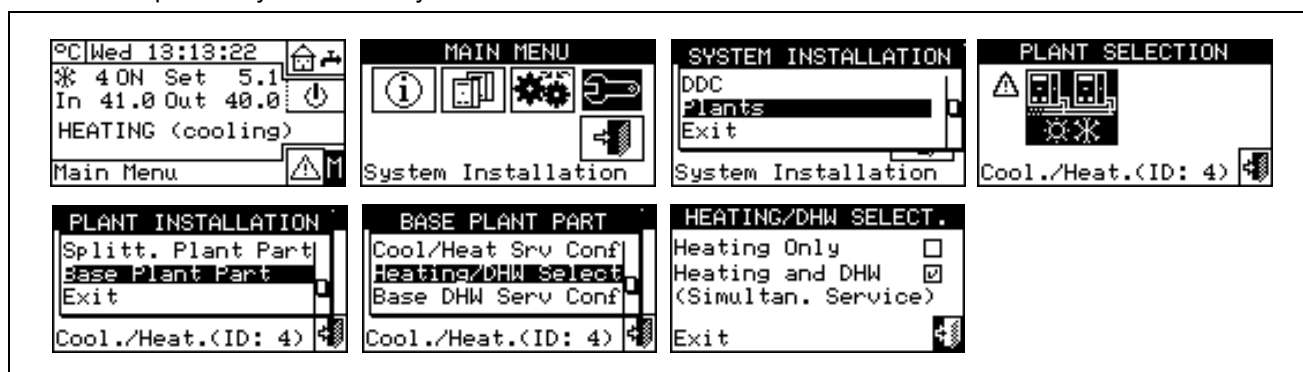 °C Wed 13:13:22
4 ON Set 5.1
In 41.0 Out 40.0
HEATING (cooling)
Main Menu M
MAIN MENU
System Installation
SYSTEM INSTALLATION
DDC
Plants
Exit
System Installation
PLANT SELECTION
Cool./Heat.(ID: 4)
PLANT INSTALLATION
Splitt. Plant Part
Base Plant Part
Exit
Cool./Heat.(ID: 4)
BASE PLANT PART
Cool/Heat Srv Conf
Heating/DHW Select
Base DHW Serv Conf
Cool./Heat.(ID: 4)
HEATING/DHW SELECT.
Heating Only
Heating and DHW
(Simultan. Service)
Exit